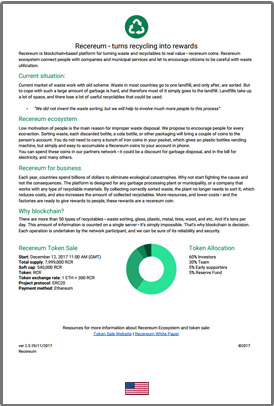 Recereum - turns recycling into rewards
Recereum is blockchain-based platform for turning waste and recyclables to real value - recereum coins. Recereum
ecosystem connect people with companies and municipal services and let to encourage citizens to be careful with waste
utilization.
Current situation:
Current market of waste work with old scheme. Waste in most countries go to one landfill, and only after, are sorted. But
to cope with such a large amount of garbage is hard, and therefore most of it simply goes to the landfill. Landfills take up
lots of space, and there lose a lot of useful recyclables that could be used.
- "We did not invent the waste sorting, but we will help to involve much more people to this process"
Recereum ecosystem
Low motivation of people is the main reason for improper waste disposal. We propose to encourage people for every
separation. Sorting waste, each discarded bottle, a cola bottle, or other packaging will bring a couple of coins to the
person's account. You do not need to carry a bunch of iron coins in your pocket, which gives an plastic bottles vending
machine, but simply and easy to accumulate Recereum coins to your account in phone.
You can spend these coins in our partners network - it could be a discount for garbage disposal, and in the bill for
electricity, and many others.
Recereum for business
Each year, countries spend billions of dollars to eliminate ecological catastrophes. Why not start fighting the cause and
not the consequences. The platform is designed for any garbage processing plant or municipality, or a company that
works with any type of recyclable materials. By collecting correctly sorted waste, the plant no longer needs to sort it, which
reduces costs, and also increases the amount of collected recyclables. More resources, and lower costs - and the
factories are ready to give rewards to people, these rewards are a recereum coin.
Why blockchain?
There are more than 50 types of recyclables - waste sorting, glass, plastic, metal, tires, wood, and etc. And it's tens per
day. This amount of information is counted on a single server - it's simply impossible. That's why blockchain is decision.
Each operation is undertaken by the network participant, and we can be sure of its reliability and security.
Recereum Token Sale
Start: December 12, 2017 11:00 AM (GMT)
Total supply: 7,999,000 RCR
Soft cap: 540,000 RCR
Token: RCR
Token exchange rate: 1 ETH = 300 RCR
Project protocol: ERC20
Payment method: Ethereum
Token Allocation
60% Investors
30% Team
5% Early supporters
5% Reserve Fund
Resources for more information about Recereum Ecosystem and token sale:
Token Sale Website | Recereum White Paper
ver 2.9 29/11/2017
©2017
Recereum